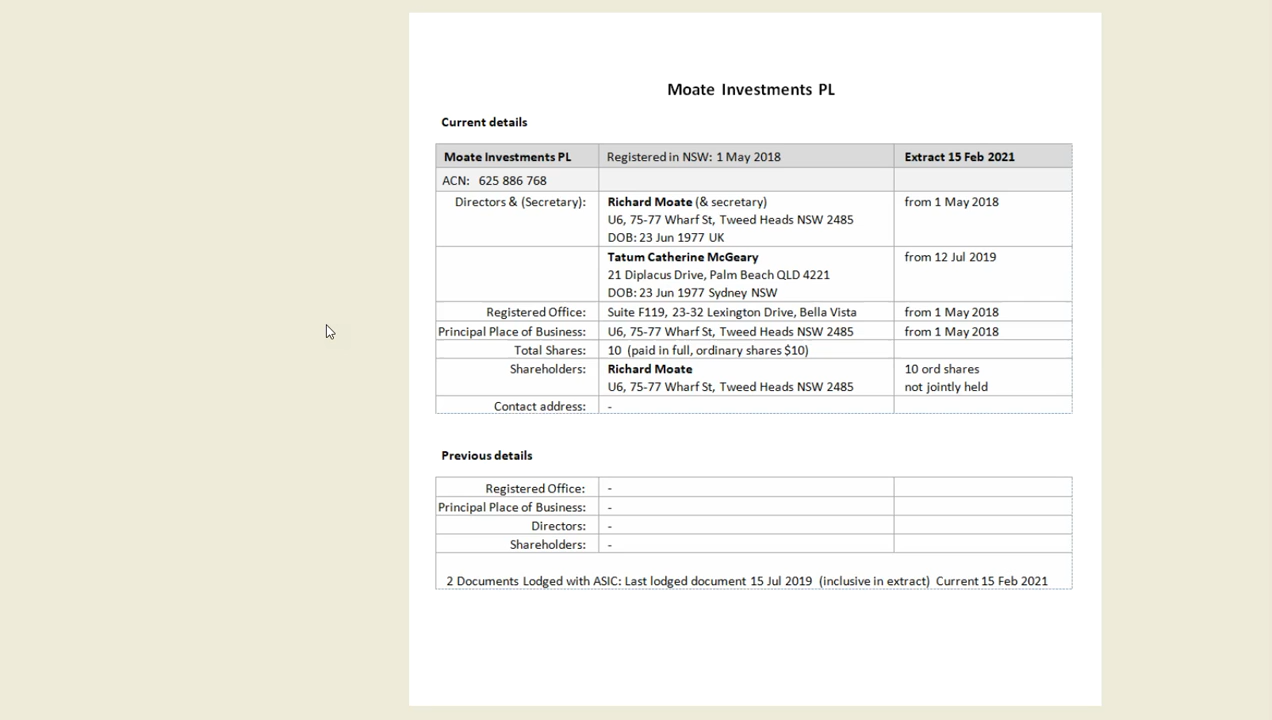 Moate Investments PL
Current details
Moate Investments PL Registered in NSW: 1 May 2018 Extract 15 Feb 2021
ACN: 625 886 768
Directors & (Secretary): Richard Moate (& secretary) from 1 May 2018
U6, 75-77 Wharf St, Tweed Heads NSW 2485
DOB: 23 Jun 1977 UK
Tatum Catherine McGeary from 12 Jul 2019
21 Diplacus Drive, Palm Beach QLD 4221
DOB: 23 Jun 1977 Sydney NSW
Registered Office: Suite F119, 23-32 Lexington Drive, Bella Vista from 1 May 2018
Principal Place of Business: U6, 75-77 Wharf St, Tweed Heads NSW 2485 from 1 May 2018
Total Shares: 10 (paid in full, ordinary shares $10)
Shareholders: Richard Moate 10 ord shares
U6, 75-77 Wharf St, Tweed Heads NSW 2485 not jointly held
Contact address: -
Previous details
Registered Office: -
Principal Place of Business: -
Directors: -
Shareholders: -
2 Documents Lodged with ASIC: Last lodged document 15 Jul 2019 (inclusive in extract) Current 15 Feb 2021